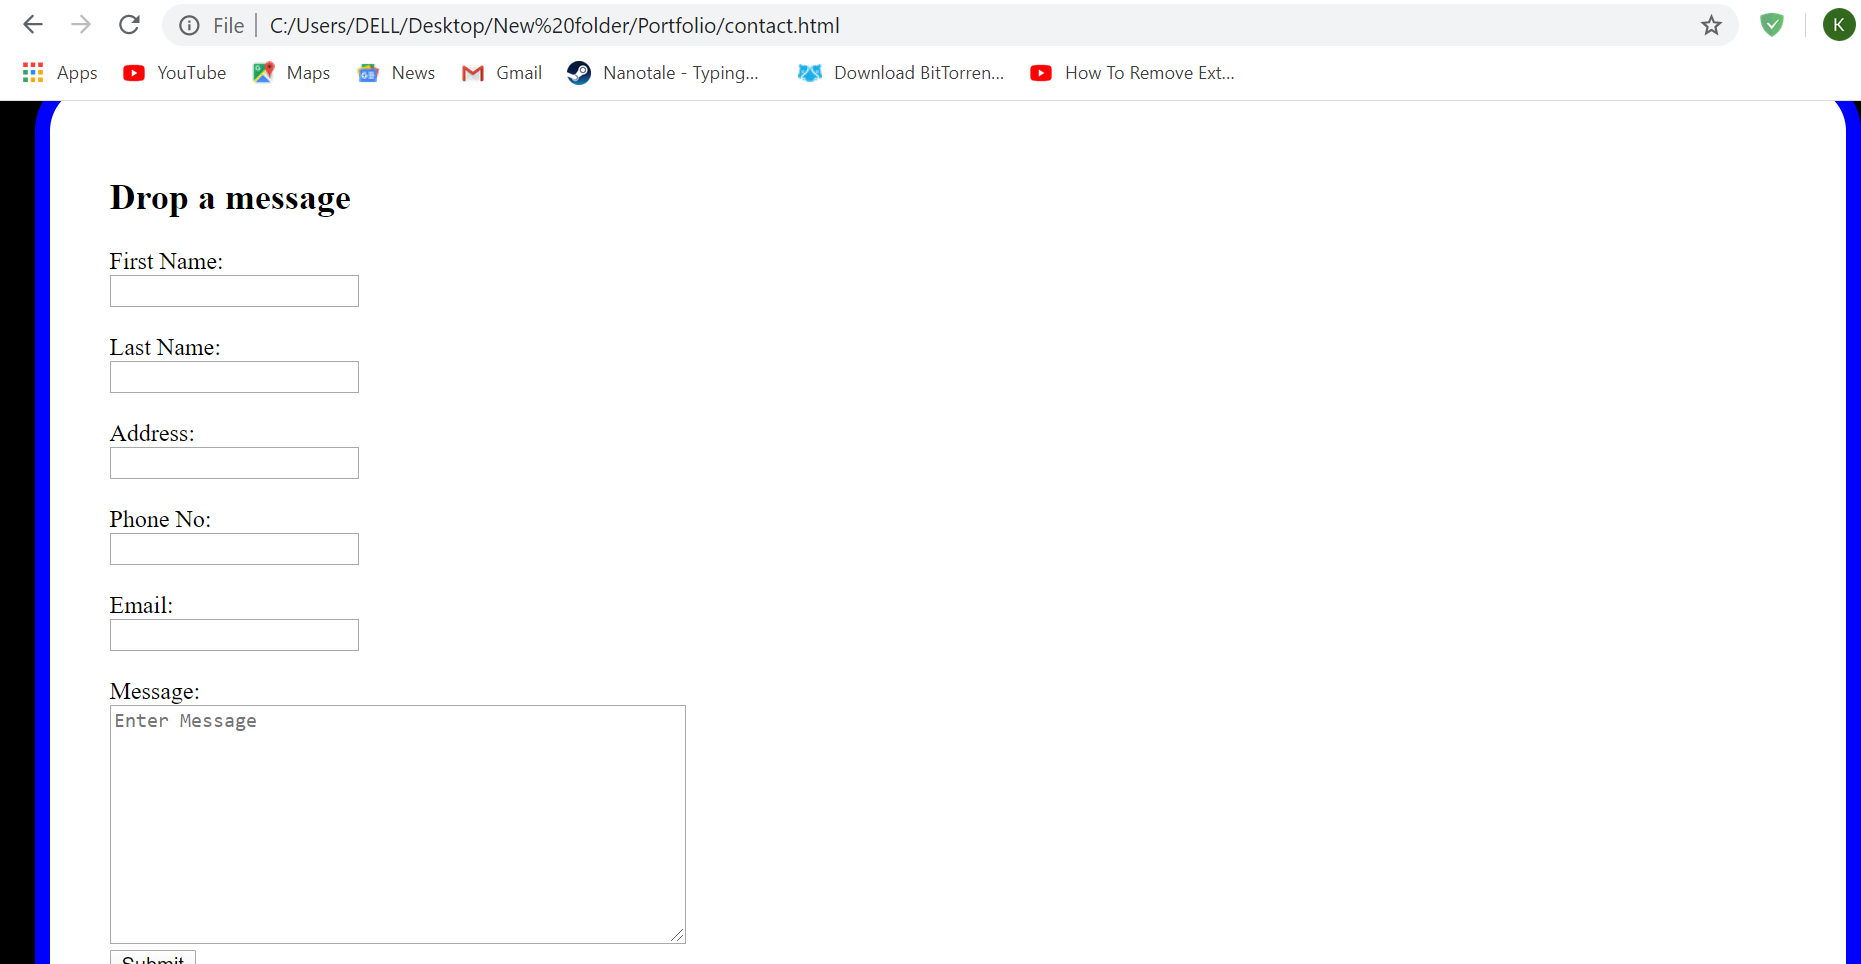 File C:/Users/DELL/Desktop/New%20folder/Portfolio/contact.html K
Apps YouTube Maps News Gmail Nanotale - Typing... Download BitTorren... How To Remove Ext...
Drop a message
First Name:
Last Name:
Address:
Phone No:
Email:
Message:
Enter Message
Submit